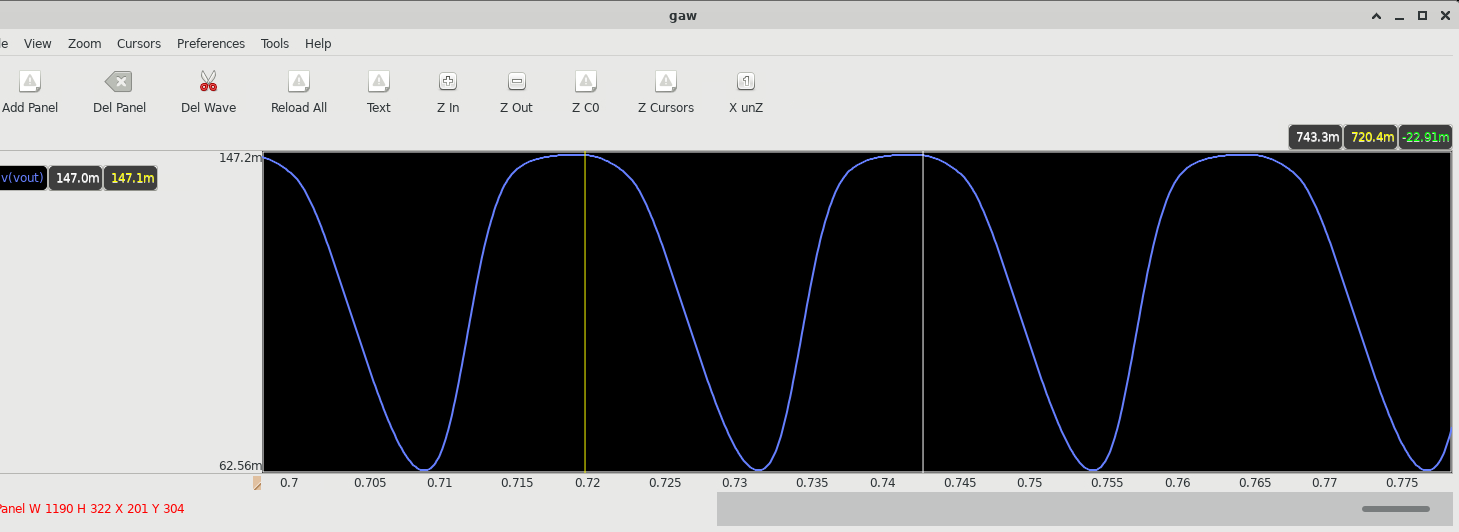 gaw
le View Zoom Cursors Preferences Tools Help
Add Panel Del Panel Del Wave Reload All Text Z In Z Out Z C0 Z Cursors X unZ
743.3m 720.4m -22.91m
147.2m
v(vout) 147.0m 147.1m
62.56m
0.7 0.705 0.71 0.715 0.72 0.725 0.73 0.735 0.74 0.745 0.75 0.755 0.76 0.765 0.77 0.775
Panel W 1190 H 322 X 201 Y 304